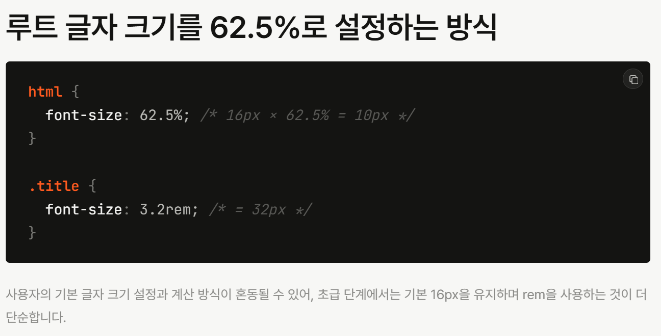 루트 글자 크기를 62.5%로 설정하는 방식
html {
  font-size: 62.5%; /* 16px × 62.5% = 10px */
}
.title {
  font-size: 3.2rem; /* = 32px */
}
사용자의 기본 글자 크기 설정과 계산 방식이 혼동될 수 있어, 초급 단계에서는 기본 16px을 유지하며 rem을 사용하는 것이 더
단순합니다.